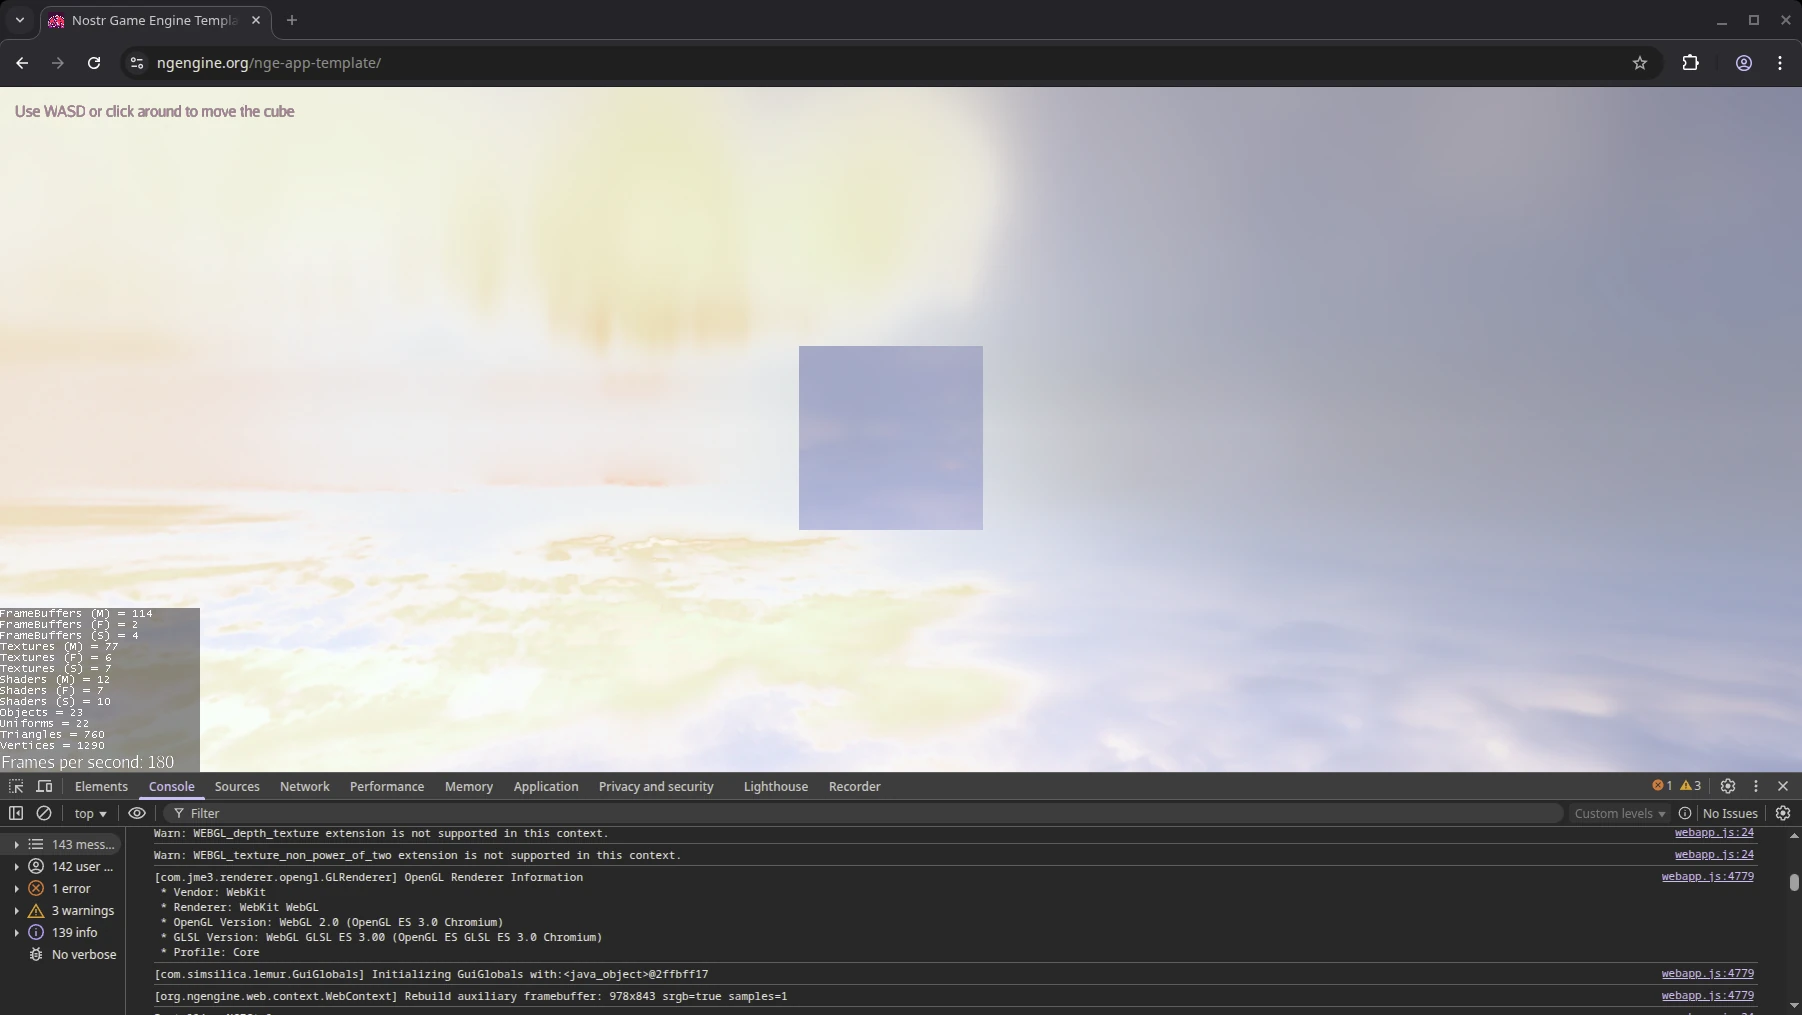 Nostr Game Engine Templa
ngengine.org/nge-app-template/
Use WASD or click around to move the cube
FrameBuffers (M) = 114
FrameBuffers (F) = 2
FrameBuffers (S) = 4
Textures (M) = 77
Textures (F) = 6
Textures (S) = 7
Shaders (M) = 12
Shaders (F) = 7
Shaders (S) = 10
Objects = 23
Uniforms = 22
Triangles = 760
Vertices = 1290
Frames per second: 180
Elements Console Sources Network Performance Memory Application Privacy and security Lighthouse Recorder 1 3
top Filter Custom levels No Issues
143 mess...
142 user ...
1 error
3 warnings
139 info
No verbose
Warn: WEBGL_depth_texture extension is not supported in this context. webapp.js:24
Warn: WEBGL_texture_non_power_of_two extension is not supported in this context. webapp.js:24
[com.jme3.renderer.opengl.GLRenderer] OpenGL Renderer Information webapp.js:4779
* Vendor: WebKit
* Renderer: WebKit WebGL
* OpenGL Version: WebGL 2.0 (OpenGL ES 3.0 Chromium)
* GLSL Version: WebGL GLSL ES 3.00 (OpenGL ES GLSL ES 3.0 Chromium)
* Profile: Core
[com.simsilica.lemur.GuiGlobals] Initializing GuiGlobals with:<java_object>@2ffbff17 webapp.js:4779
[org.ngengine.web.context.WebContext] Rebuild auxiliary framebuffer: 978x843 srgb=true samples=1 webapp.js:4779